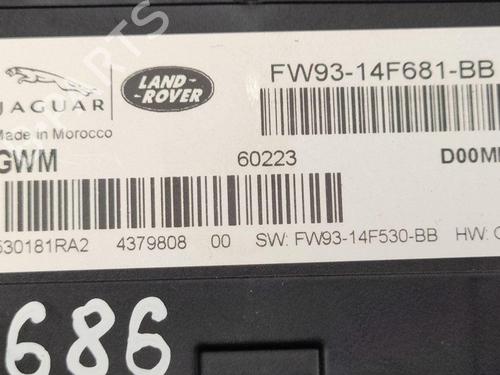 JAGUAR
LAND-
-ROVER
FW93-14F681-BB
Made in Morocco
GWM
60223
530181RA2 4379808 00 SW: FW93-14F530-BB HW:
686
PARTS